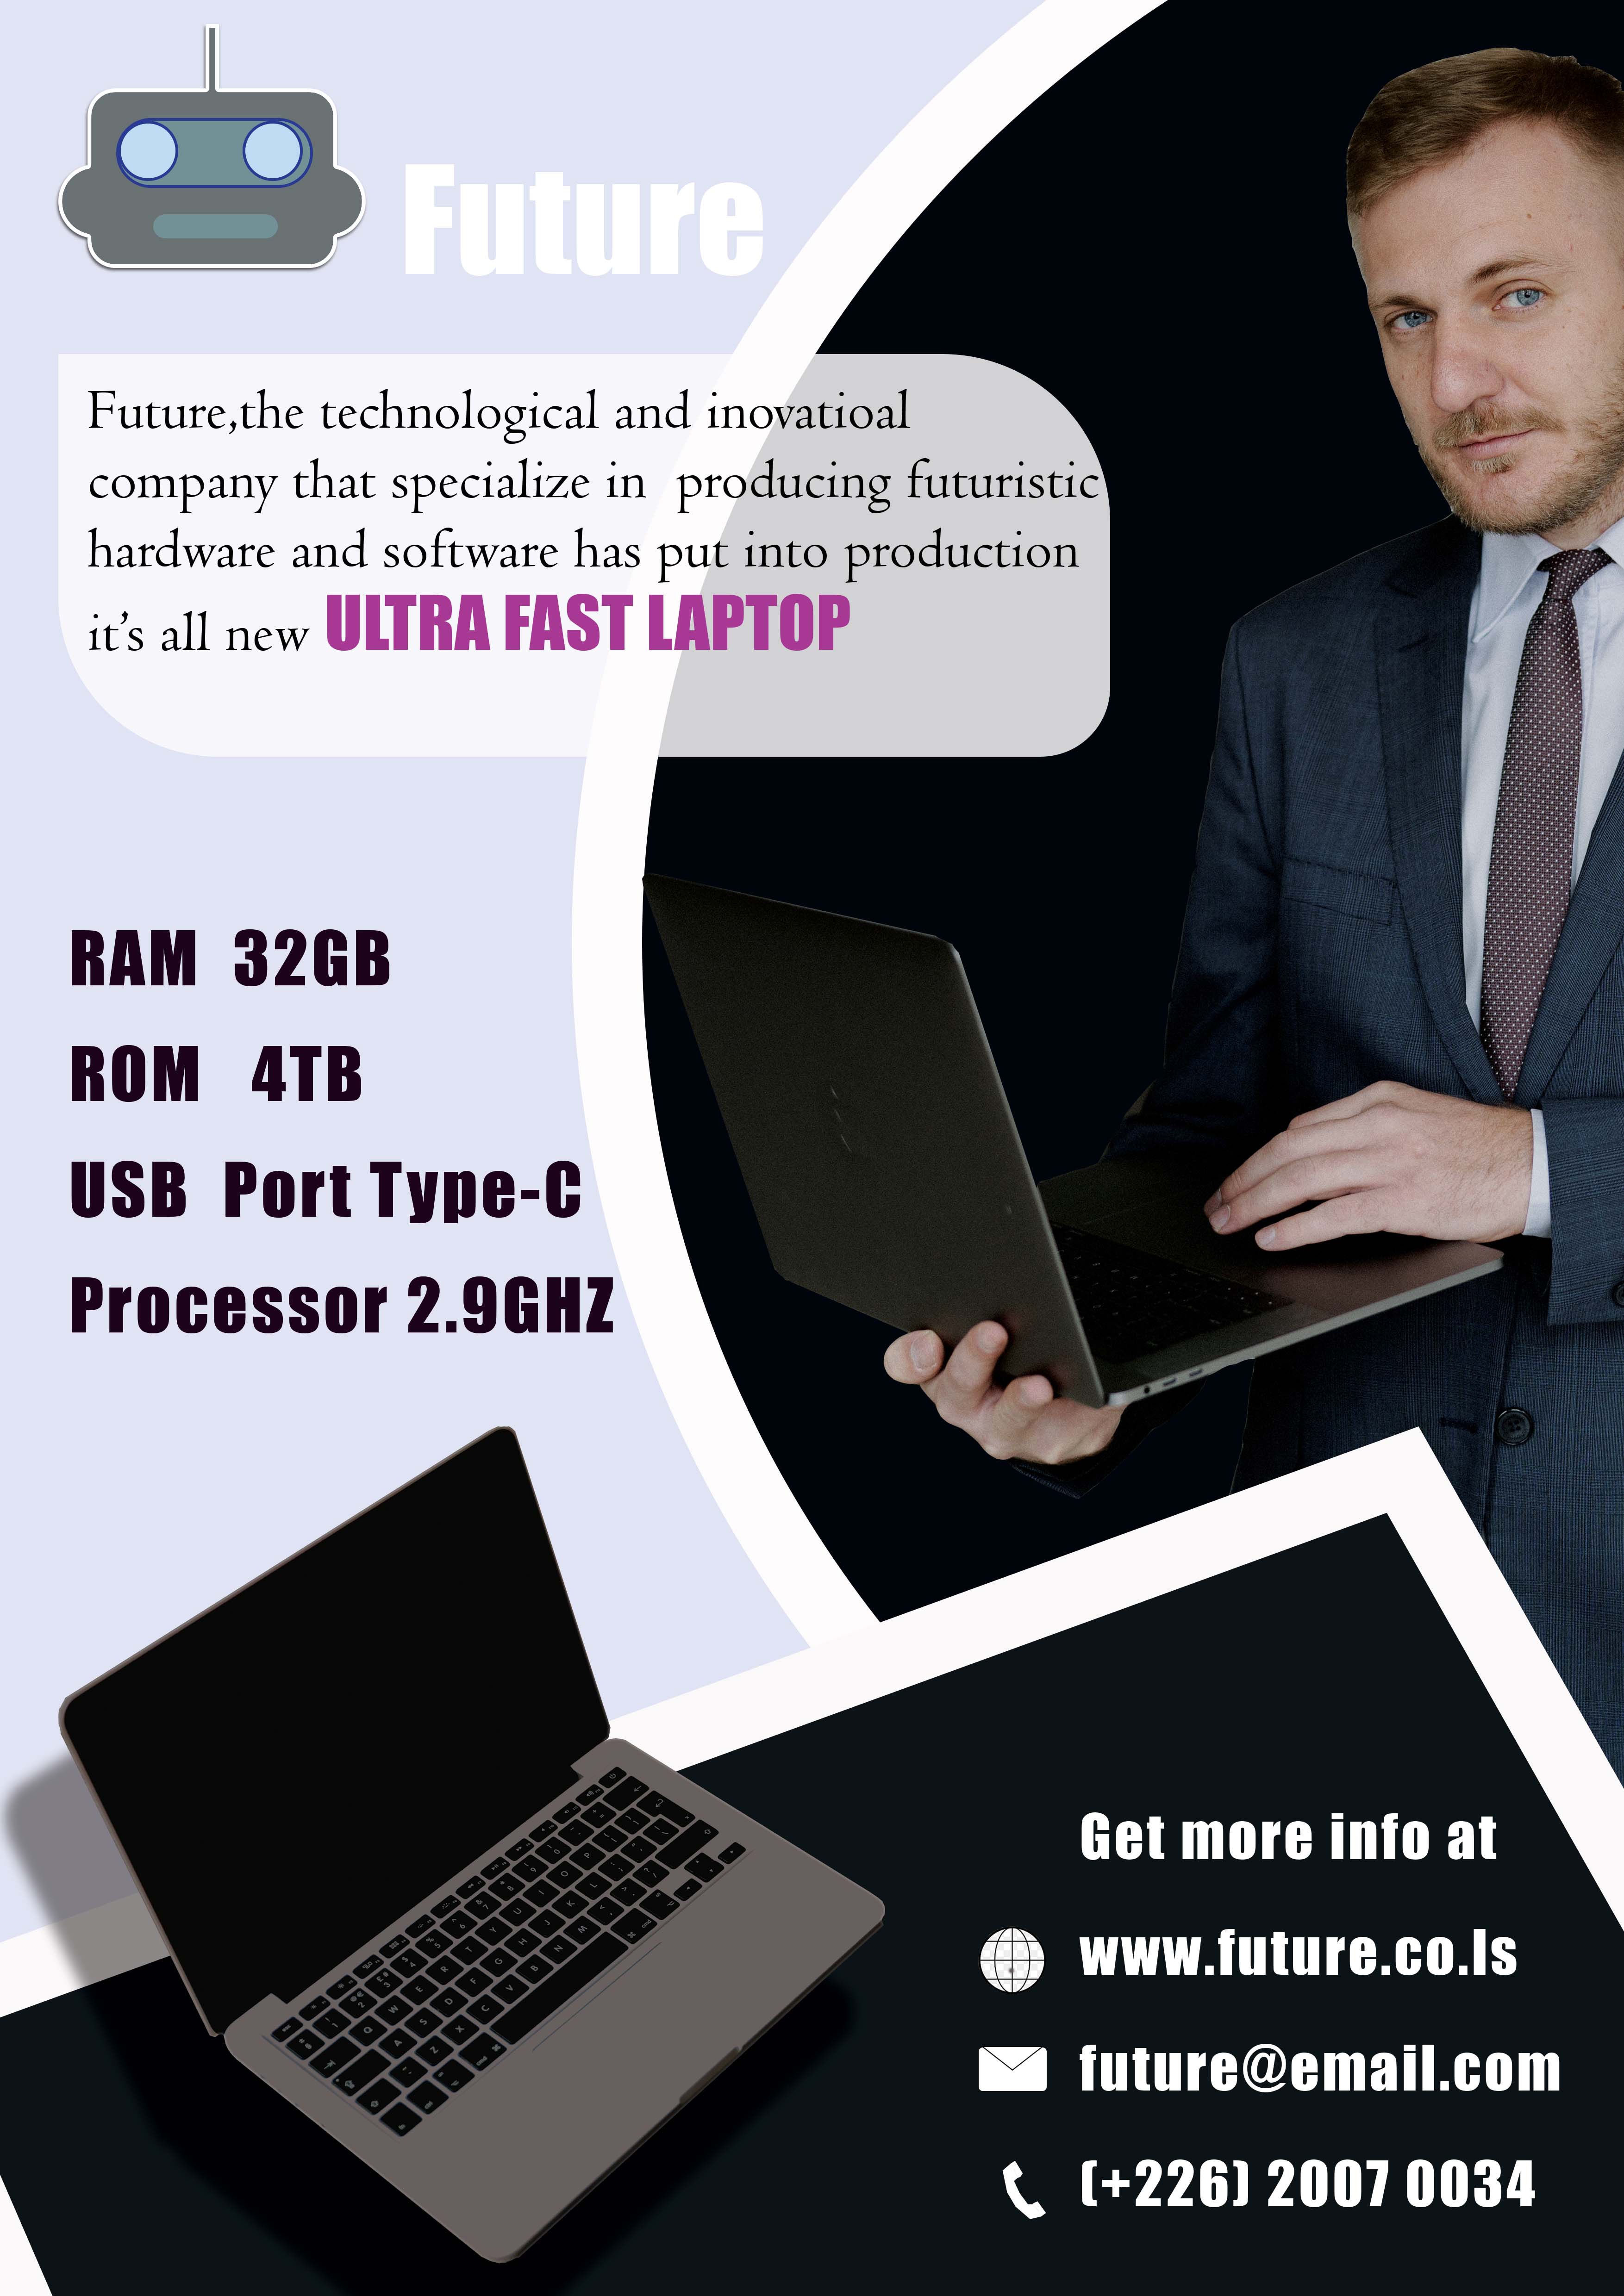 Future
Future,the technological and inovatioal
company that specialize in  producing futuristic
hardware and software has put into production
it’s all new ULTRA FAST LAPTOP
RAM  32GB
ROM   4TB
USB  Port Type-C
Processor 2.9GHZ
Get more info at
www.future.co.ls
future@email.com
(+226) 2007 0034